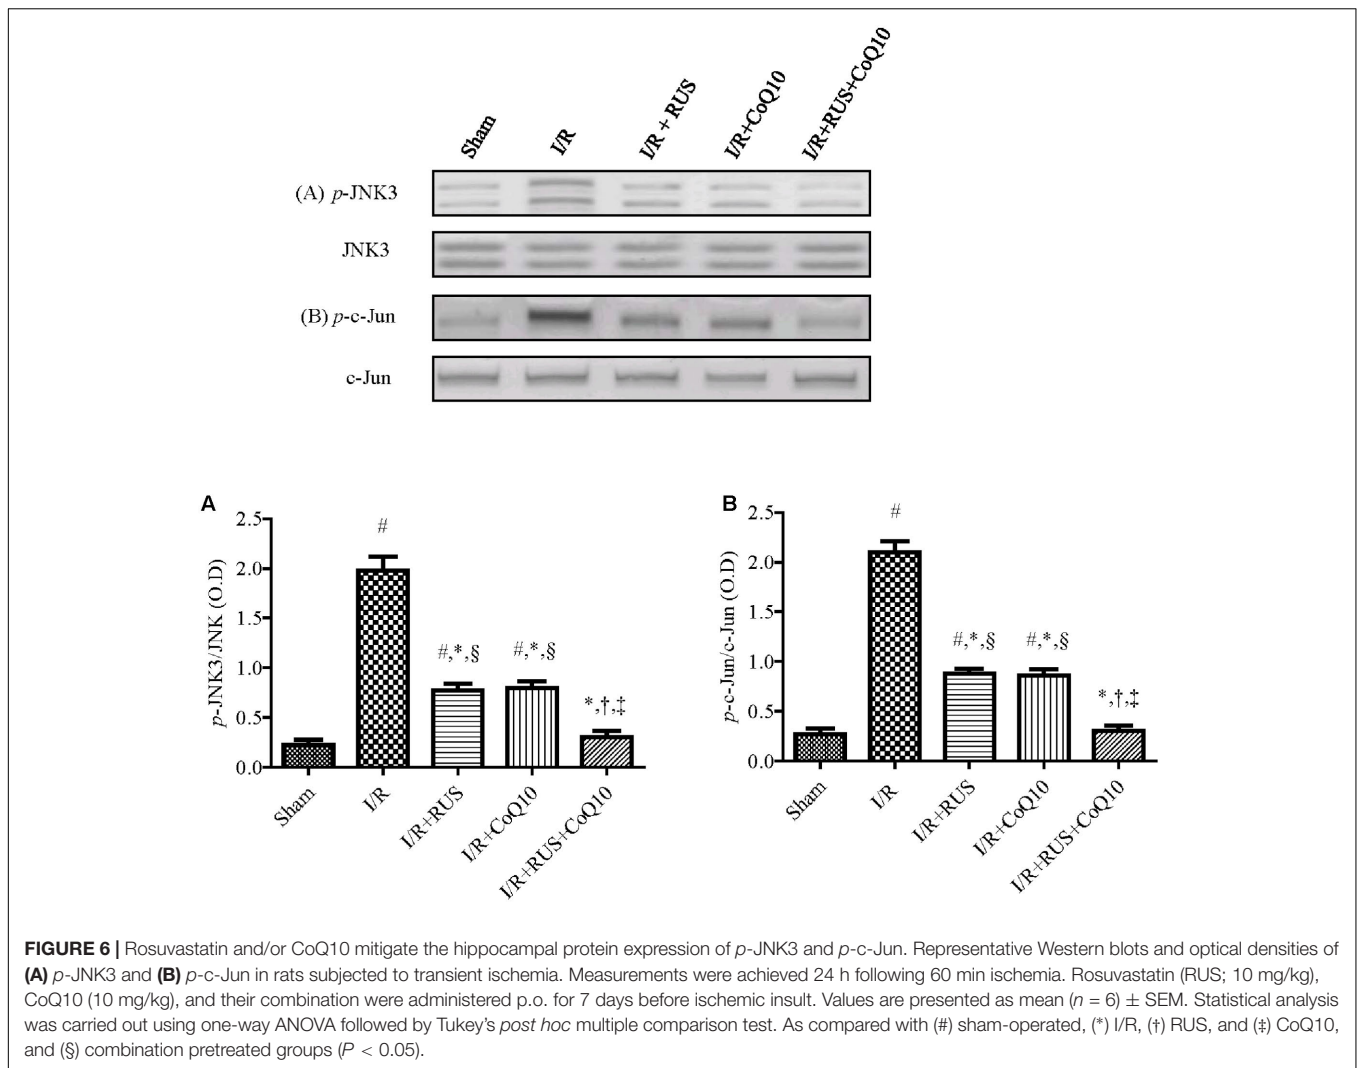 Sham
I/R
I/R + RUS
I/R+CoQ10
I/R+RUS+CoQ10
(A) p-JNK3
JNK3
(B) p-c-Jun
c-Jun
A
p-JNK3/JNK (O.D)
2.5
2.0
1.5
1.0
0.5
0.0
#
#,*,§
#,*,§
*,†,‡
Sham
I/R
I/R+RUS
I/R+CoQ10
I/R+RUS+CoQ10
B
p-c-Jun/c-Jun (O.D)
2.5
2.0
1.5
1.0
0.5
0.0
#
#,*,§
#,*,§
*,†,‡
Sham
I/R
I/R+RUS
I/R+CoQ10
I/R+RUS+CoQ10
FIGURE 6 | Rosuvastatin and/or CoQ10 mitigate the hippocampal protein expression of p-JNK3 and p-c-Jun. Representative Western blots and optical densities of
(A) p-JNK3 and (B) p-c-Jun in rats subjected to transient ischemia. Measurements were achieved 24 h following 60 min ischemia. Rosuvastatin (RUS; 10 mg/kg),
CoQ10 (10 mg/kg), and their combination were administered p.o. for 7 days before ischemic insult. Values are presented as mean (n = 6) ± SEM. Statistical analysis
was carried out using one-way ANOVA followed by Tukey's post hoc multiple comparison test. As compared with (#) sham-operated, (*) I/R, (†) RUS, and (‡) CoQ10,
and (§) combination pretreated groups (P < 0.05).